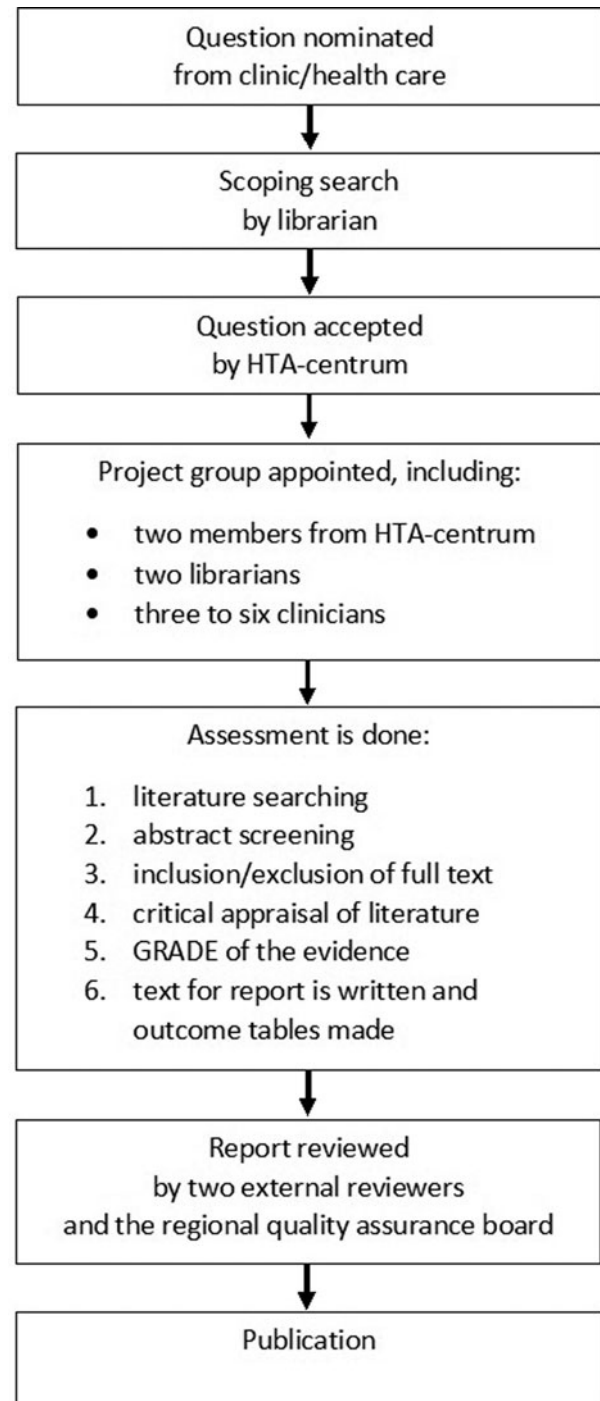 Question nominated
from clinic/health care
Scoping search
by librarian
Question accepted
by HTA-centrum
Project group appointed, including:
• two members from HTA-centrum
• two librarians
• three to six clinicians
Assessment is done:
1. literature searching
2. abstract screening
3. inclusion/exclusion of full text
4. critical appraisal of literature
5. GRADE of the evidence
6. text for report is written and
outcome tables made
Report reviewed
by two external reviewers
and the regional quality assurance board
Publication